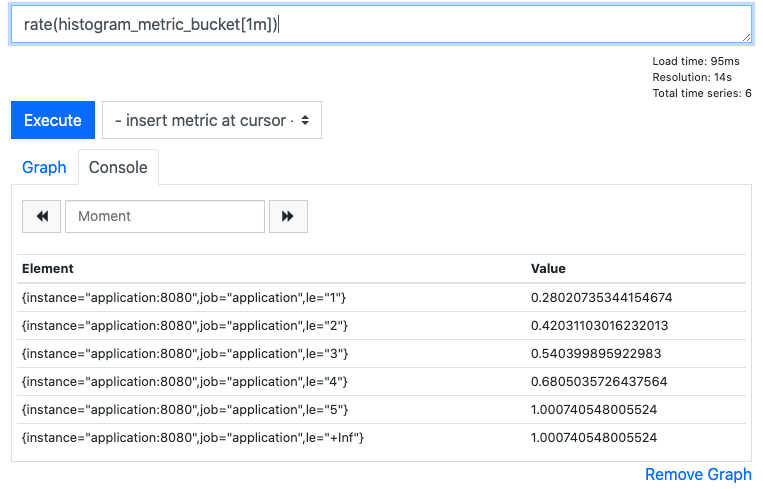 rate(histogram_metric_bucket[1m])
Load time: 95ms
Resolution: 14s
Total time series: 6
Execute
- insert metric at cursor -
Graph
Console
Moment
Element Value
{instance="application:8080",job="application",le="1"} 0.28020735344154674
{instance="application:8080",job="application",le="2"} 0.42031103016232013
{instance="application:8080",job="application",le="3"} 0.540399895922983
{instance="application:8080",job="application",le="4"} 0.6805035726437564
{instance="application:8080",job="application",le="5"} 1.000740548005524
{instance="application:8080",job="application",le="+Inf"} 1.000740548005524
Remove Graph